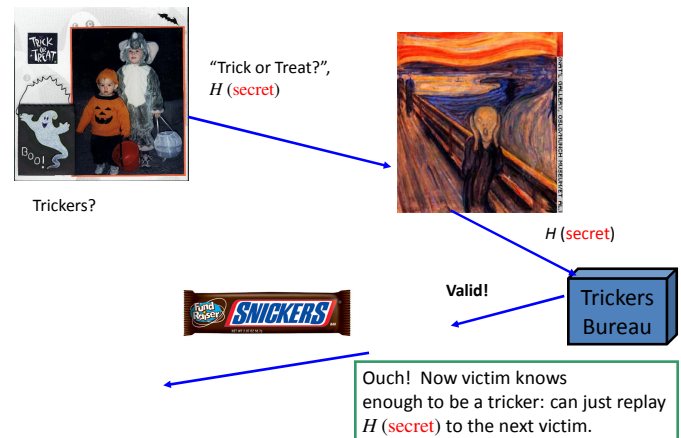 TRICK
or
TREAT
BOO!
"Trick or Treat?",
H (secret)
Trickers?
H (secret)
Valid!
Trickers
Bureau
Fund
Raiser
SNICKERS
Ouch! Now victim knows
enough to be a tricker: can just replay
H (secret) to the next victim.